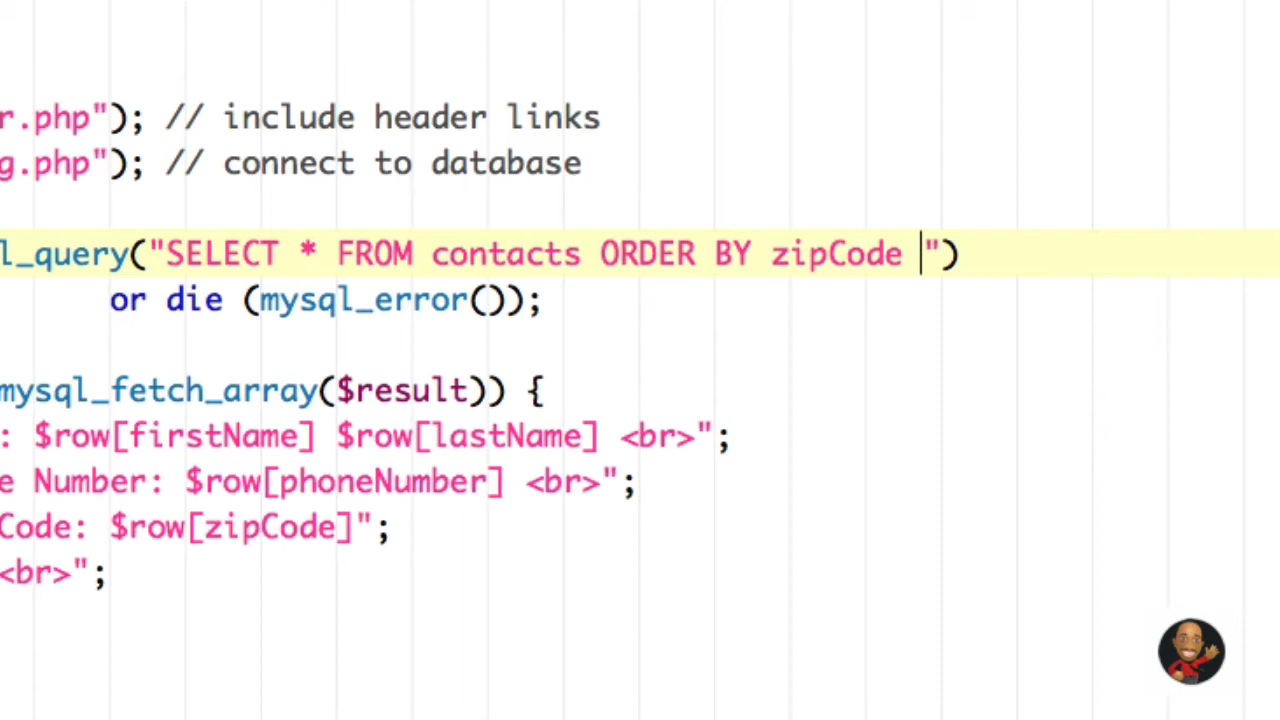 r.php"); // include header links
g.php"); // connect to database
l_query("SELECT * FROM contacts ORDER BY zipCode ")
or die (mysql_error());
mysql_fetch_array($result)) {
: $row[firstName] $row[lastName] <br>";
e Number: $row[phoneNumber] <br>";
Code: $row[zipCode]";
<br>";